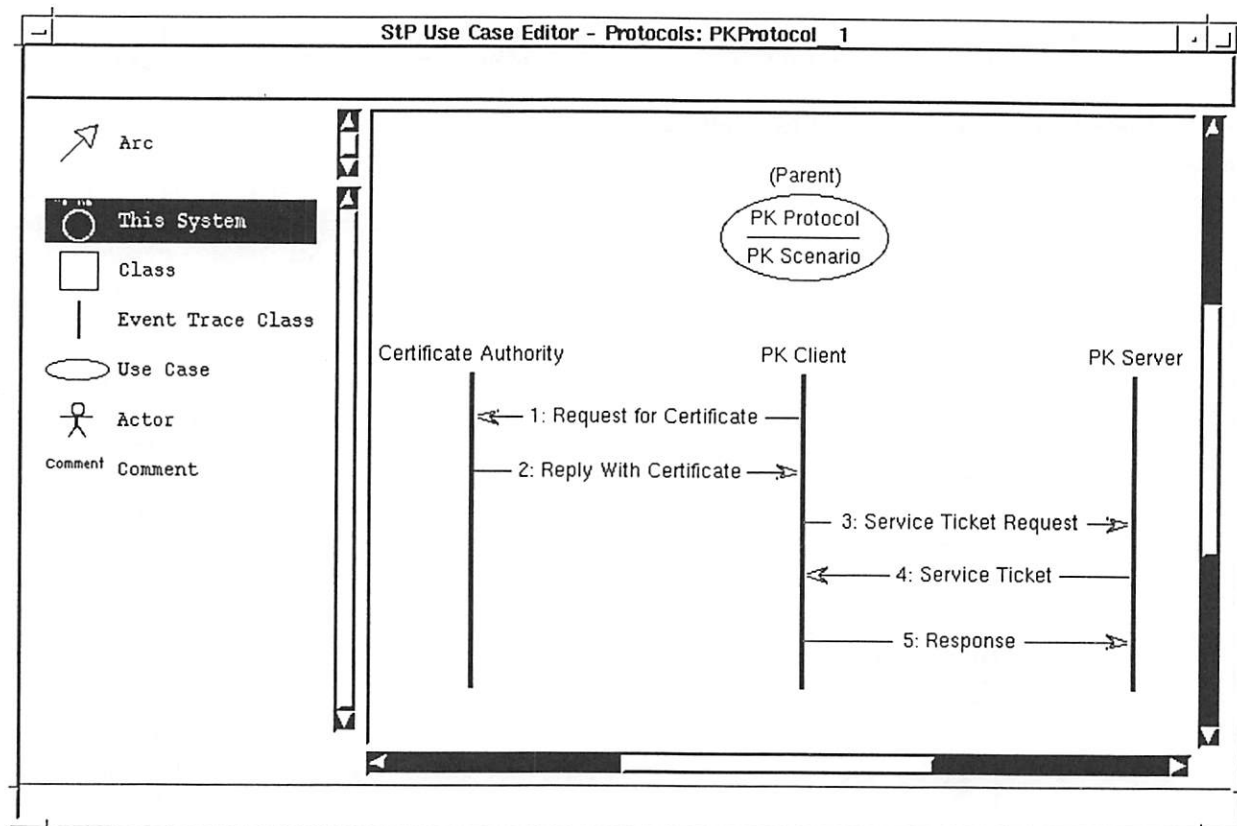 StP Use Case Editor - Protocols: PKProtocol_1
Arc
This System
Class
Event Trace Class
Use Case
Actor
Comment Comment
(Parent)
PK Protocol
PK Scenario
Certificate Authority PK Client PK Server
1: Request for Certificate
2: Reply With Certificate
3: Service Ticket Request
4: Service Ticket
5: Response